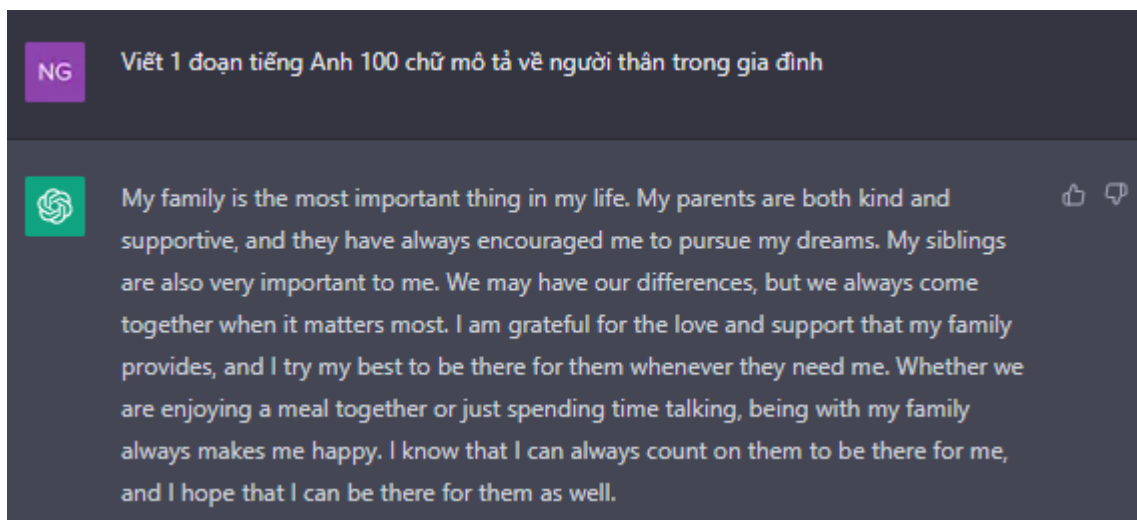 NG
Viết 1 đoạn tiếng Anh 100 chữ mô tả về người thân trong gia đình
My family is the most important thing in my life. My parents are both kind and
supportive, and they have always encouraged me to pursue my dreams. My siblings
are also very important to me. We may have our differences, but we always come
together when it matters most. I am grateful for the love and support that my family
provides, and I try my best to be there for them whenever they need me. Whether we
are enjoying a meal together or just spending time talking, being with my family
always makes me happy. I know that I can always count on them to be there for me,
and I hope that I can be there for them as well.